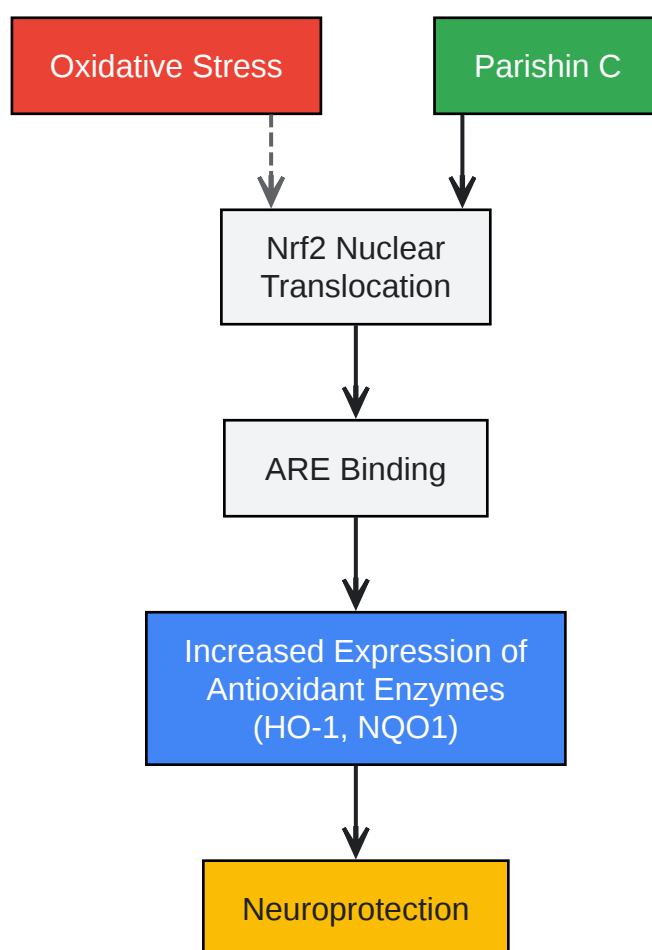 Oxidative Stress
Parishin C
Nrf2 Nuclear
Translocation
ARE Binding
Increased Expression of
Antioxidant Enzymes
(HO-1, NQO1)
Neuroprotection